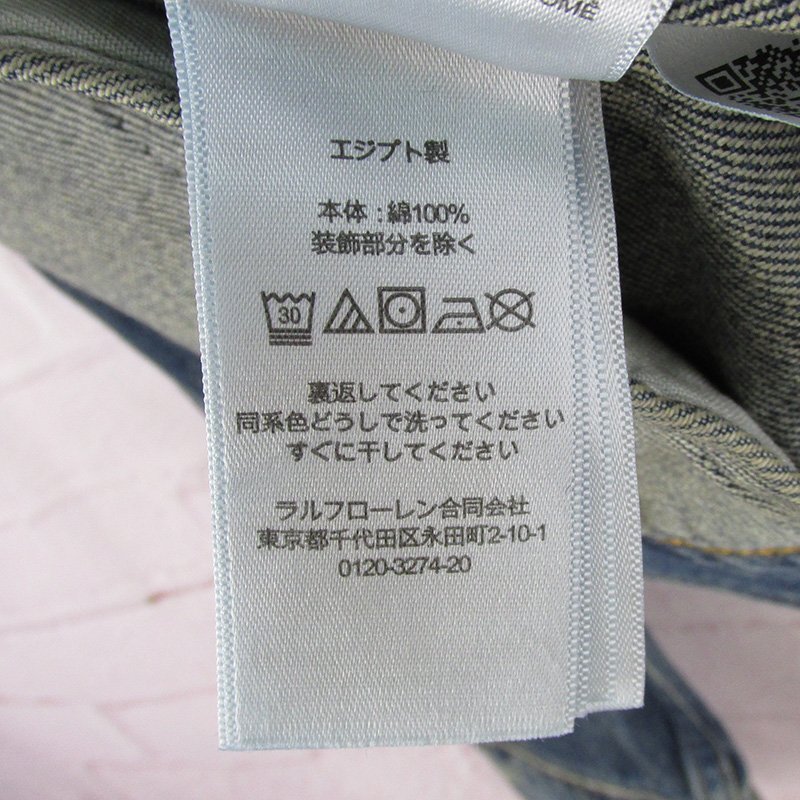 エジプト製
本体:綿100%
装飾部分を除く
30
裏返してください
同系色どうしで洗ってください
すぐに干してください
ラルフローレン合同会社
東京都千代田区永田町2-10-1
0120-3274-20